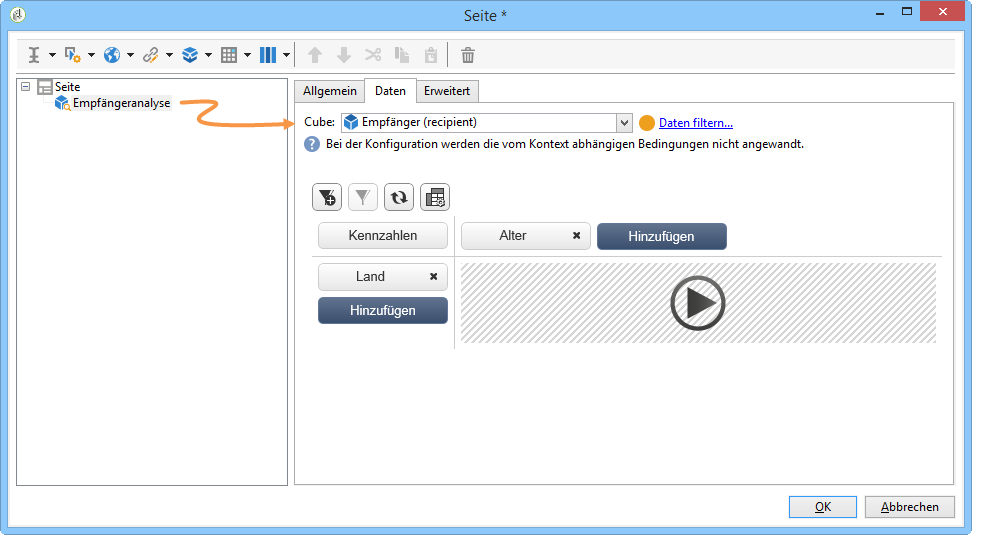 Seite *
Seite
Empfängeranalyse
Allgemein Daten Erweitert
Cube: Empfänger (recipient) Daten filtern...
Bei der Konfiguration werden die vom Kontext abhängigen Bedingungen nicht angewandt.
Kennzahlen Alter Hinzufügen
Land
Hinzufügen
OK Abbrechen